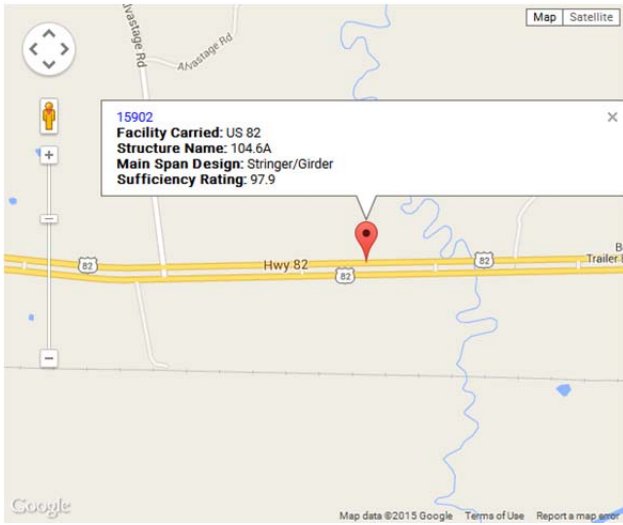 Alvastage Rd
Alvastage Rd
Map Satellite
15902
Facility Carried: US 82
Structure Name: 104.6A
Main Span Design: Stringer/Girder
Sufficiency Rating: 97.9
82
Hwy 82
82
82
Trailer
Google
Map data ©2015 Google Terms of Use Report a map error